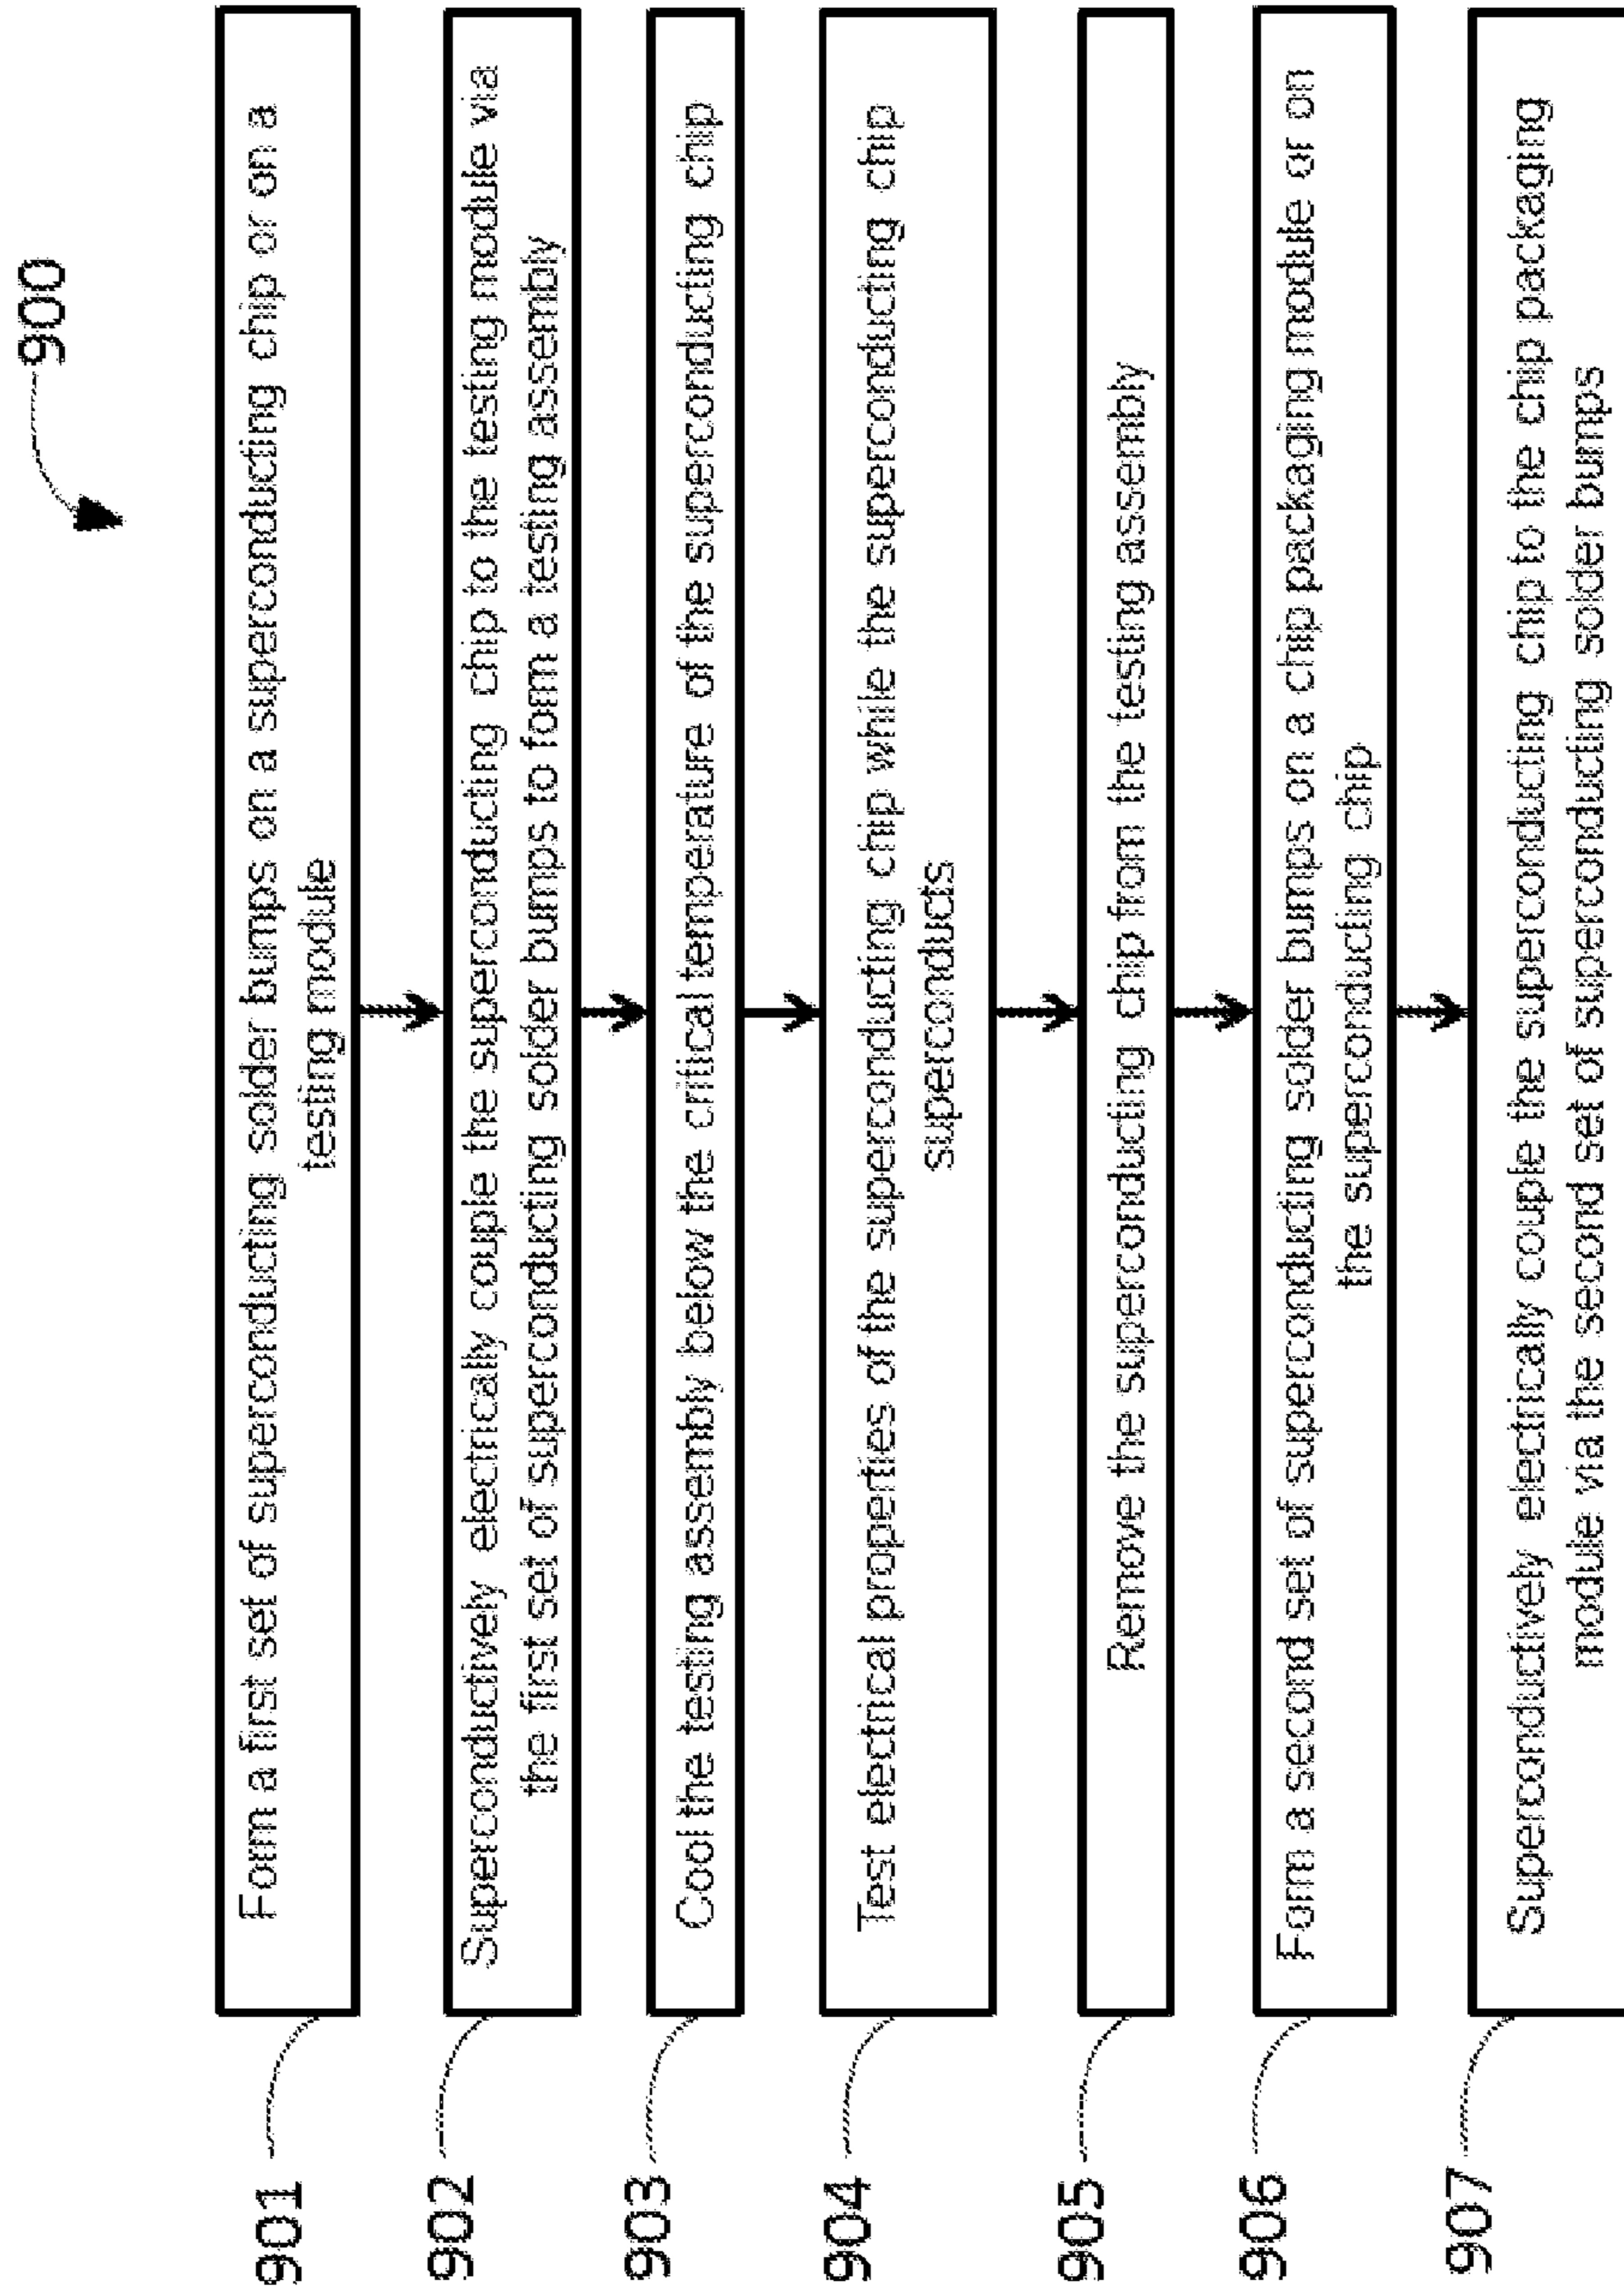 900
901
Form a first set of superconducting solder bumps on a superconducting chip or on a
testing module
902
Superconductively electrically couple the superconducting chip to the testing module via
the first set of superconducting solder bumps to form a testing assembly
903
Cool the testing assembly below the critical temperature of the superconducting chip
904
Test electrical properties of the superconducting chip while the superconducting chip
superconducts
905
Remove the superconducting chip from the testing assembly
906
Form a second set of superconducting solder bumps on a chip packaging module or on
the superconducting chip
907
Superconductively electrically couple the superconducting chip to the chip packaging
module via the second set of superconducting solder bumps